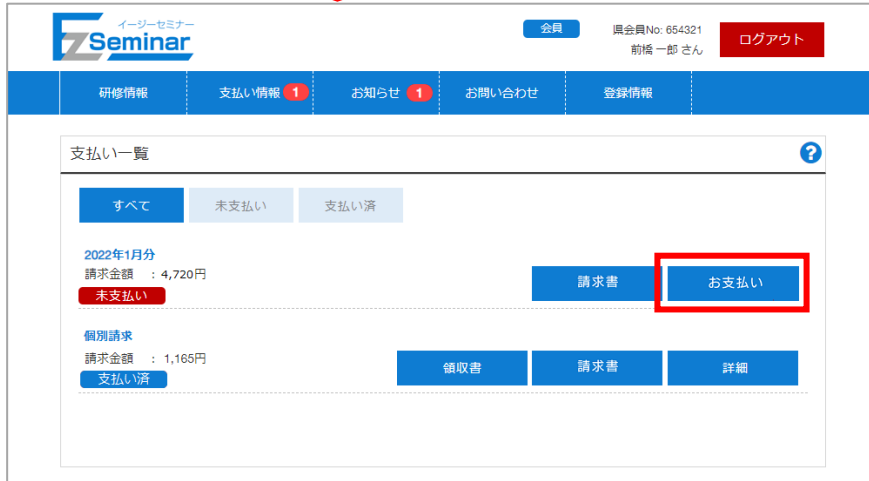 イージーセミナー
EZSeminar
会員
県会員No: 654321
前橋 一郎 さん
ログアウト
研修情報
支払い情報 1
お知らせ 1
お問い合わせ
登録情報
支払い一覧
?
すべて
未支払い
支払い済
2022年1月分
請求金額 : 4,720円
未支払い
請求書
お支払い
個別請求
請求金額 : 1,165円
支払い済
領収書
請求書
詳細